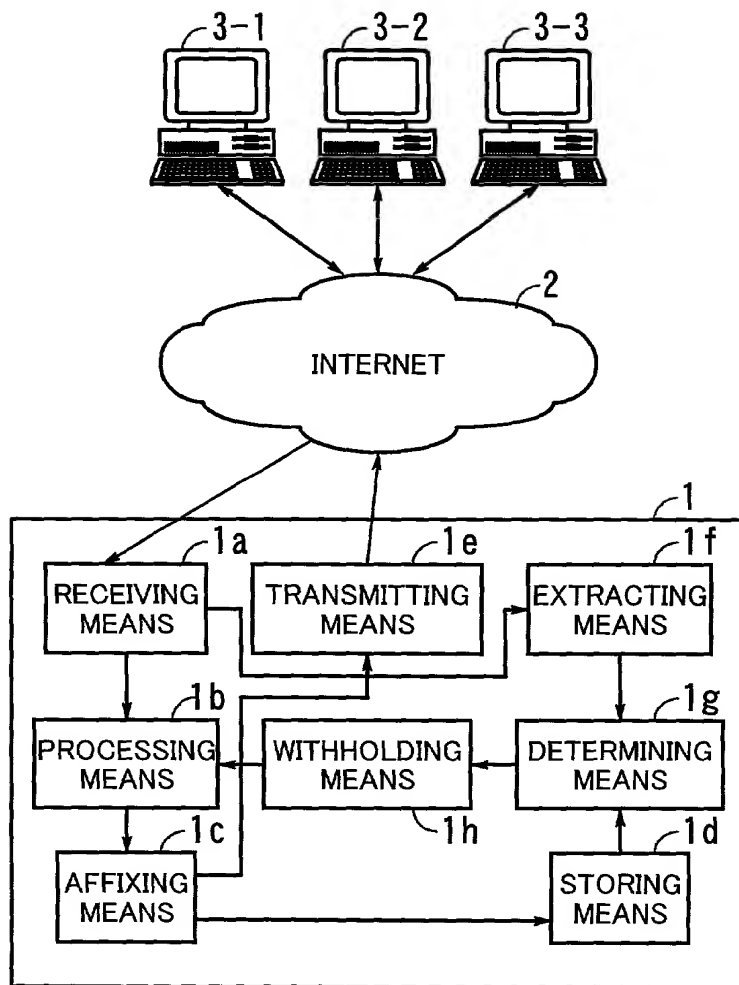 3-1 3-2 3-3
2
INTERNET
1
1a 1e 1f
RECEIVING
MEANS
TRANSMITTING
MEANS
EXTRACTING
MEANS
1b 1g
PROCESSING
MEANS
WITHHOLDING
MEANS
DETERMINING
MEANS
1c 1h 1d
AFFIXING
MEANS
STORING
MEANS